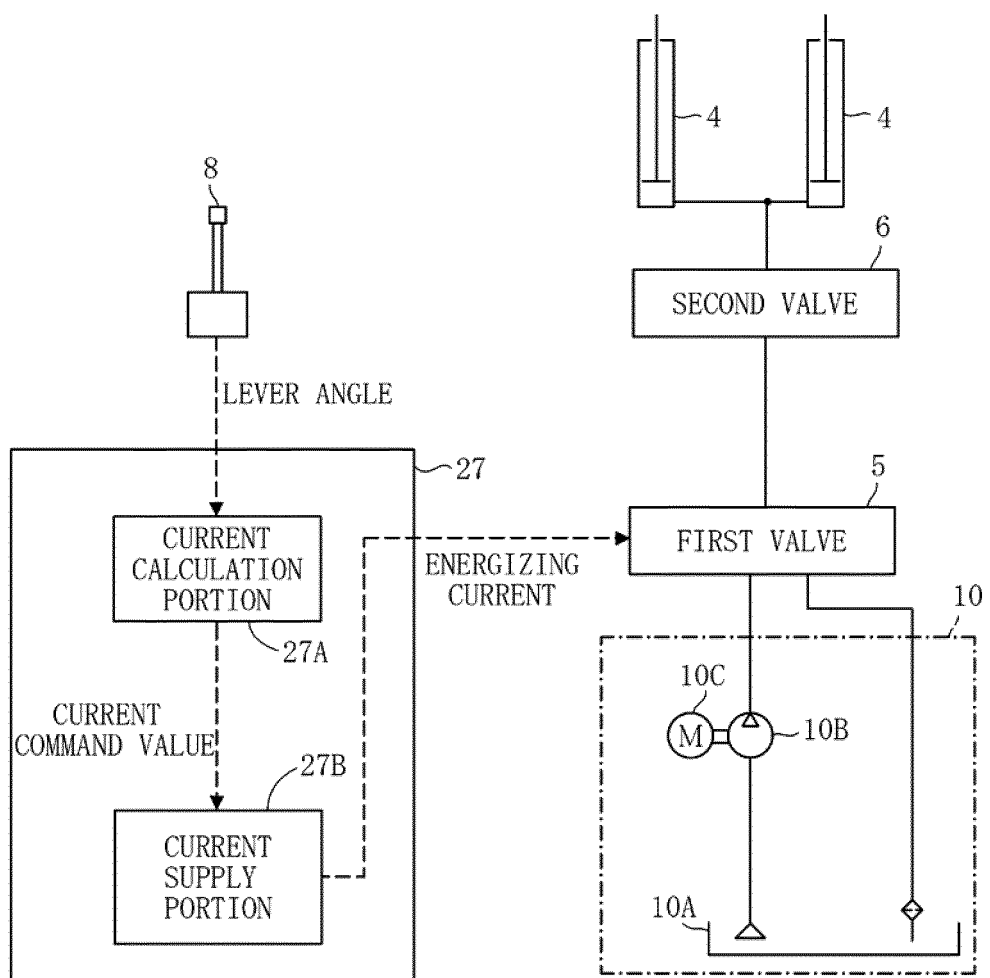 4
4
8
6
SECOND VALVE
LEVER ANGLE
27
5
CURRENT
CALCULATION
PORTION
FIRST VALVE
ENERGIZING
CURRENT
10
27A
10C
M
10B
CURRENT
COMMAND VALUE
27B
CURRENT
SUPPLY
PORTION
10A